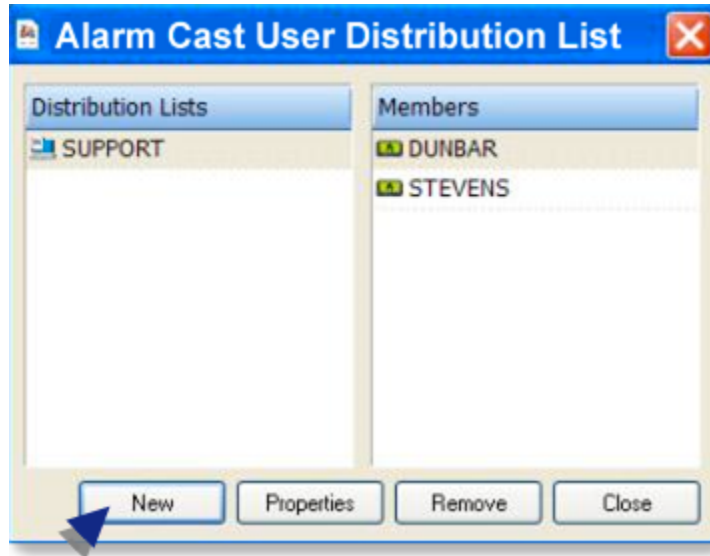 Alarm Cast User Distribution List
Distribution Lists
Members
SUPPORT
DUNBAR
STEVENS
New
Properties
Remove
Close